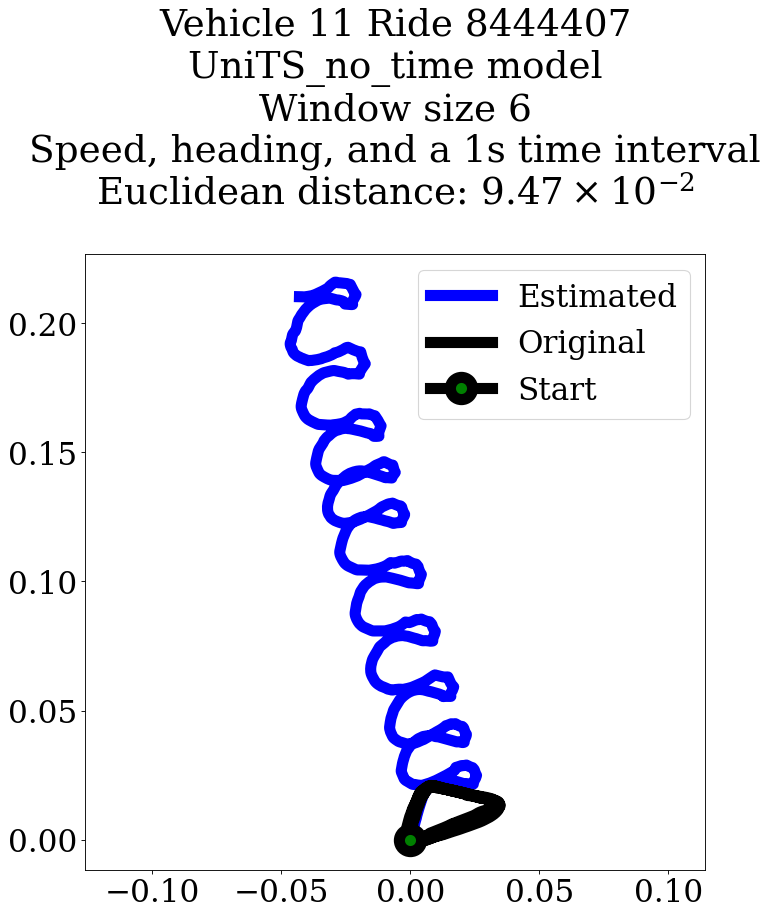 Vehicle 11 Ride 8444407
UniTS_no_time model
Window size 6
Speed, heading, and a 1s time interval
Euclidean distance: 9.47 × 10⁻²
Estimated
Original
Start
0.20
0.15
0.10
0.05
0.00
−0.10
−0.05
0.00
0.05
0.10